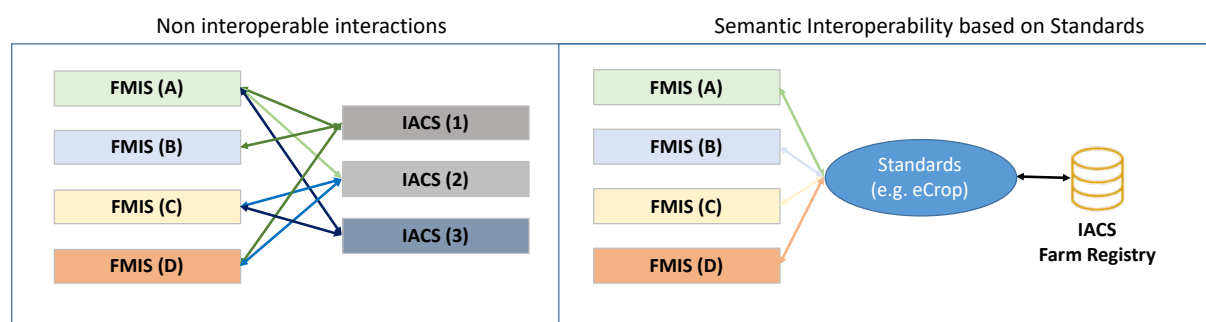 Non interoperable interactions
FMIS (A)
FMIS (B)
FMIS (C)
FMIS (D)
IACS (1)
IACS (2)
IACS (3)
Semantic Interoperability based on Standards
FMIS (A)
FMIS (B)
FMIS (C)
FMIS (D)
Standards
(e.g. eCrop)
IACS
Farm Registry